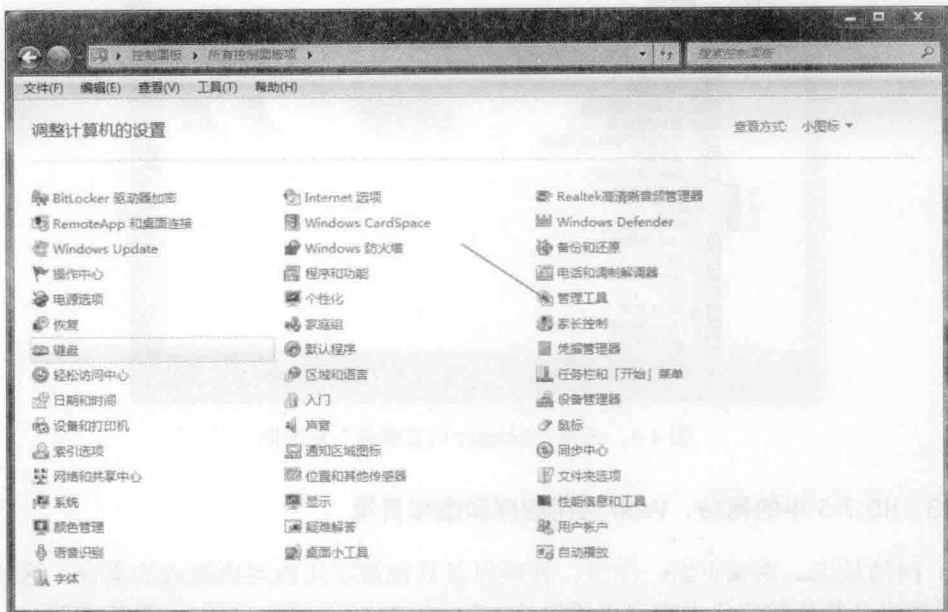 控制面板 ▸ 所有控制面板项 ▸
搜索控制面板
文件(F) 编辑(E) 查看(V) 工具(T) 帮助(H)
调整计算机的设置
查看方式: 小图标
BitLocker 驱动器加密 Internet 选项 Realtek高清晰音频管理器
RemoteApp 和桌面连接 Windows CardSpace Windows Defender
Windows Update Windows 防火墙 备份和还原
操作中心 程序和功能 电话和调制解调器
电源选项 个性化 管理工具
恢复 家庭组 家长控制
键盘 默认程序 凭据管理器
轻松访问中心 区域和语言 任务栏和「开始」菜单
日期和时间 入门 设备管理器
设备和打印机 声音 鼠标
索引选项 通知区域图标 同步中心
网络和共享中心 位置和其他传感器 文件夹选项
系统 显示 性能信息和工具
颜色管理 疑难解答 用户帐户
语音识别 桌面小工具 自动播放
字体